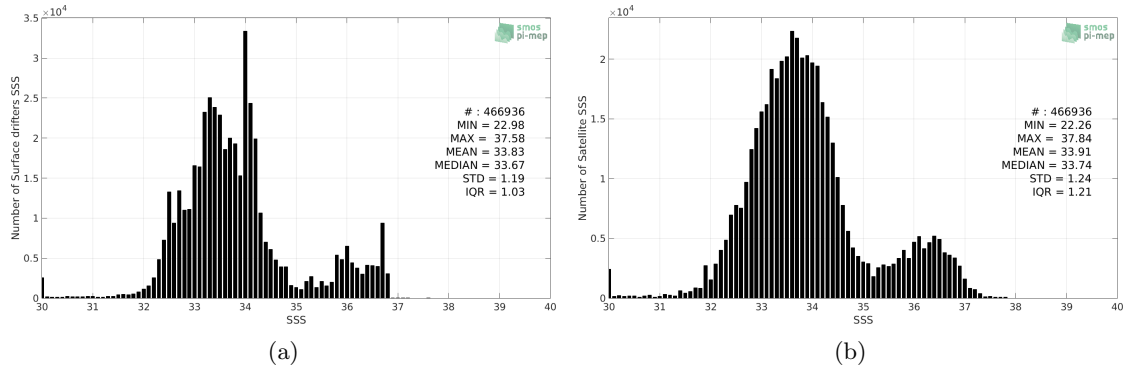 ×10⁴
3.5
3
2.5
2
1.5
1
0.5
0
Number of Surface drifters SSS
30 31 32 33 34 35 36 37 38 39 40
SSS
smos
pi-mep
# : 466936
MIN = 22.98
MAX = 37.58
MEAN = 33.83
MEDIAN = 33.67
STD = 1.19
IQR = 1.03
(a)
×10⁴
2
1.5
1
0.5
0
Number of Satellite SSS
30 31 32 33 34 35 36 37 38 39 40
SSS
smos
pi-mep
# : 466936
MIN = 22.26
MAX = 37.84
MEAN = 33.91
MEDIAN = 33.74
STD = 1.24
IQR = 1.21
(b)